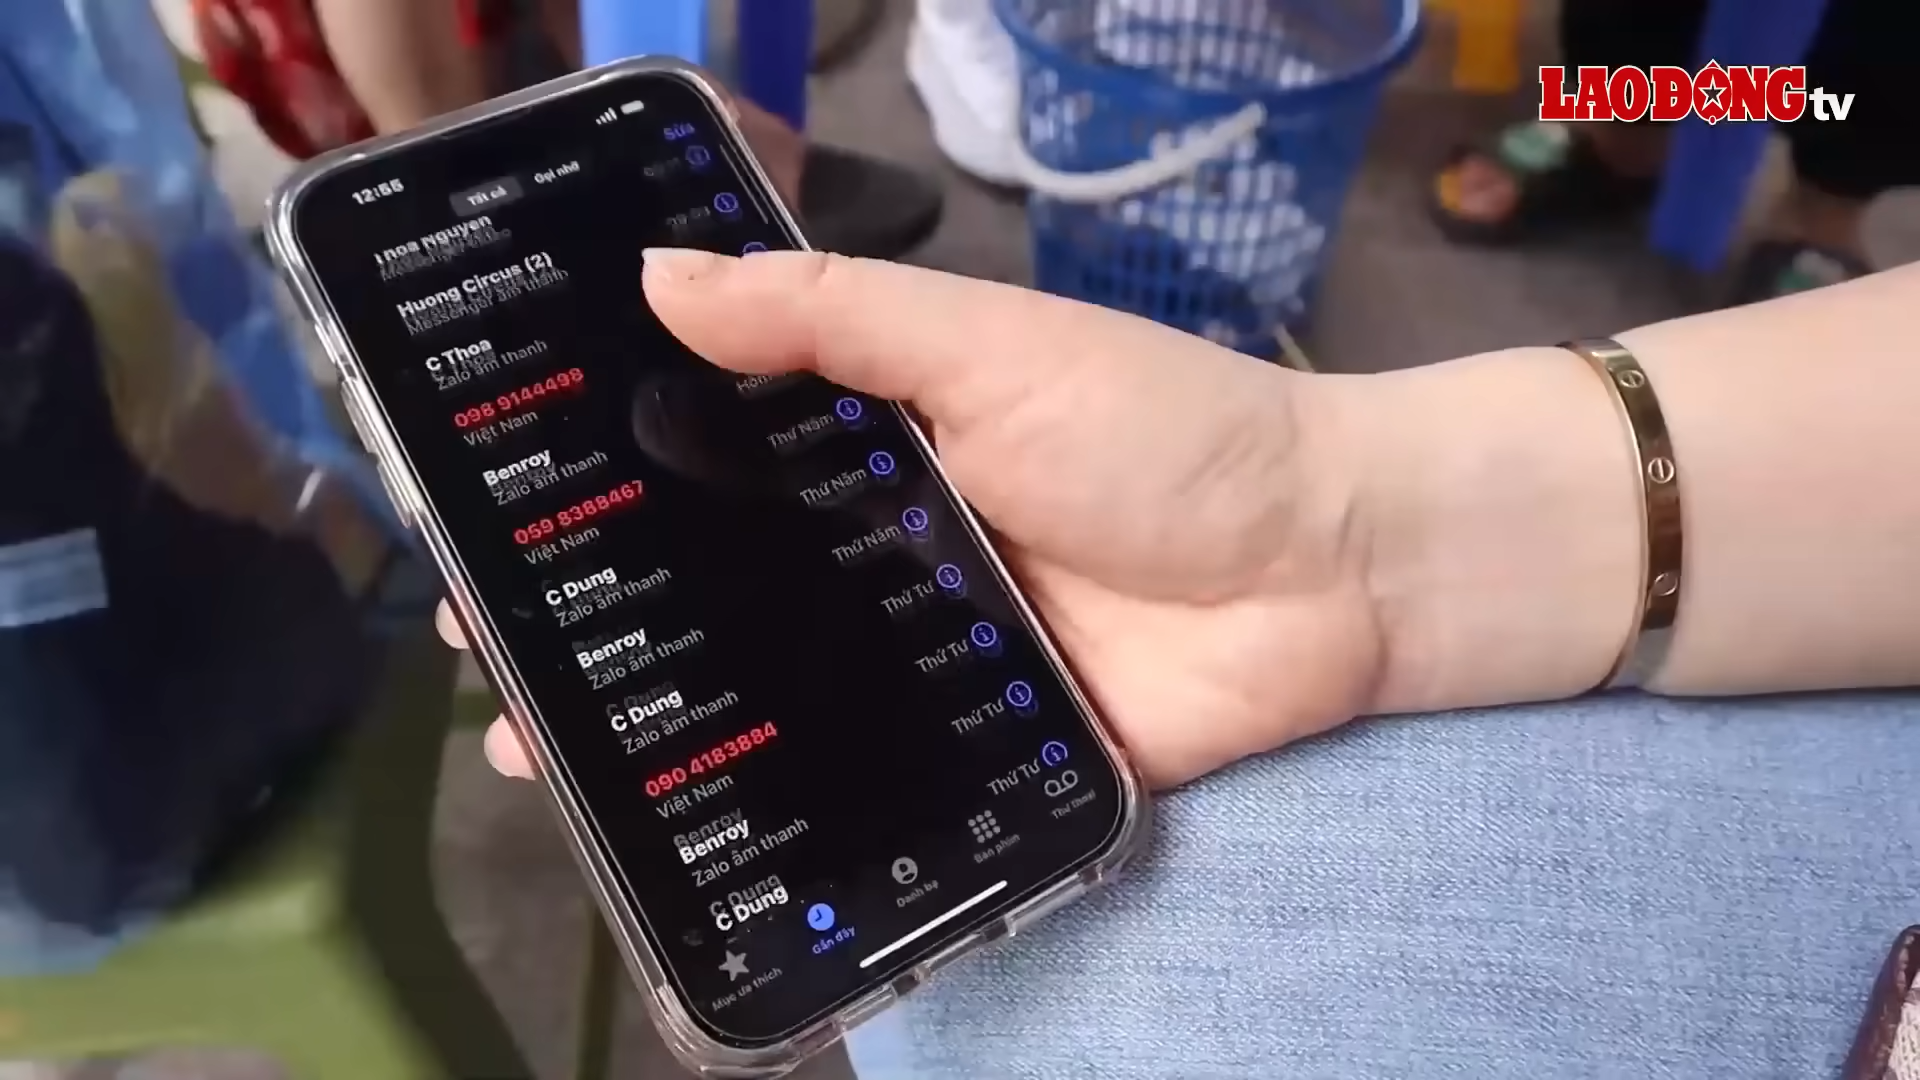 LAO ĐỘNG tv
12:55
Sửa
Tất cả
Gọi nhỡ
Thoa Nguyen
Huong Circus (2)
Messenger âm thanh
09:03
C Thoa
Zalo âm thanh
098 9144498
Việt Nam
Thứ Năm
Benroy
Zalo âm thanh
Thứ Năm
059 8388467
Việt Nam
Thứ Năm
C Dung
Zalo âm thanh
Thứ Tư
Benroy
Zalo âm thanh
Thứ Tư
C Dung
Zalo âm thanh
Thứ Tư
090 4183884
Việt Nam
Thứ Tư
Benroy
Zalo âm thanh
C Dung
Mục ưa thích
Gần đây
Danh bạ
Bàn phím
Thư thoại